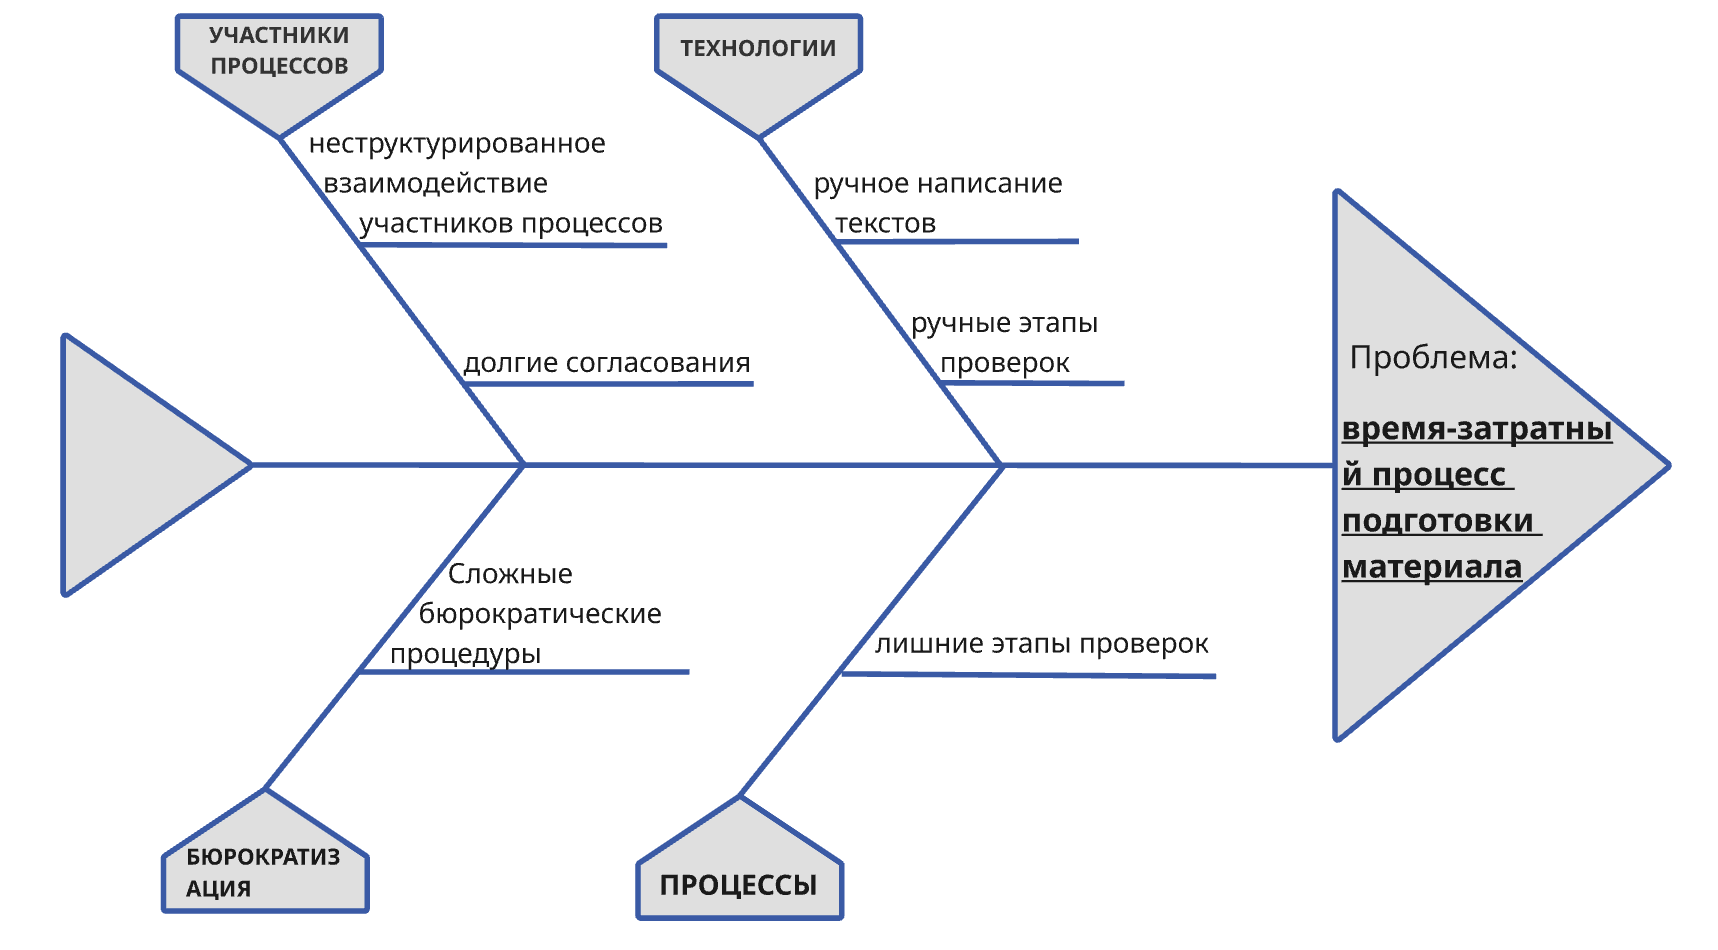 УЧАСТНИКИ
ПРОЦЕССОВ
ТЕХНОЛОГИИ
неструктурированное
взаимодействие
участников процессов
долгие согласования
ручное написание
текстов
ручные этапы
проверок
Проблема:
время-затратны
й процесс
подготовки
материала
Сложные
бюрократические
процедуры
лишние этапы проверок
БЮРОКРАТИЗ
АЦИЯ
ПРОЦЕССЫ